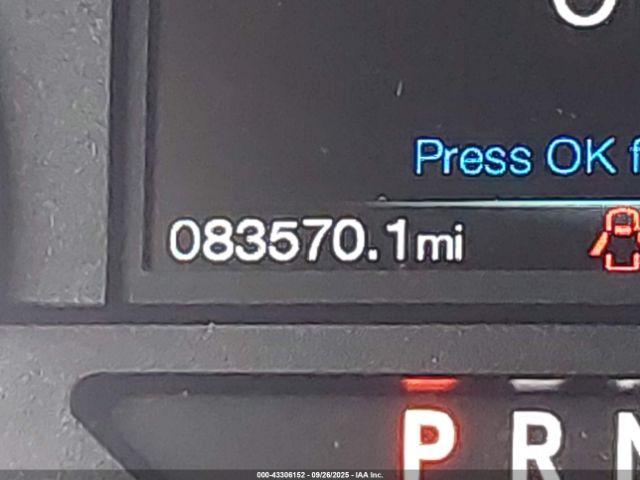 Press OK f
083570.1mi
P R N
000-43306152 - 09/26/2025 - IAA Inc.